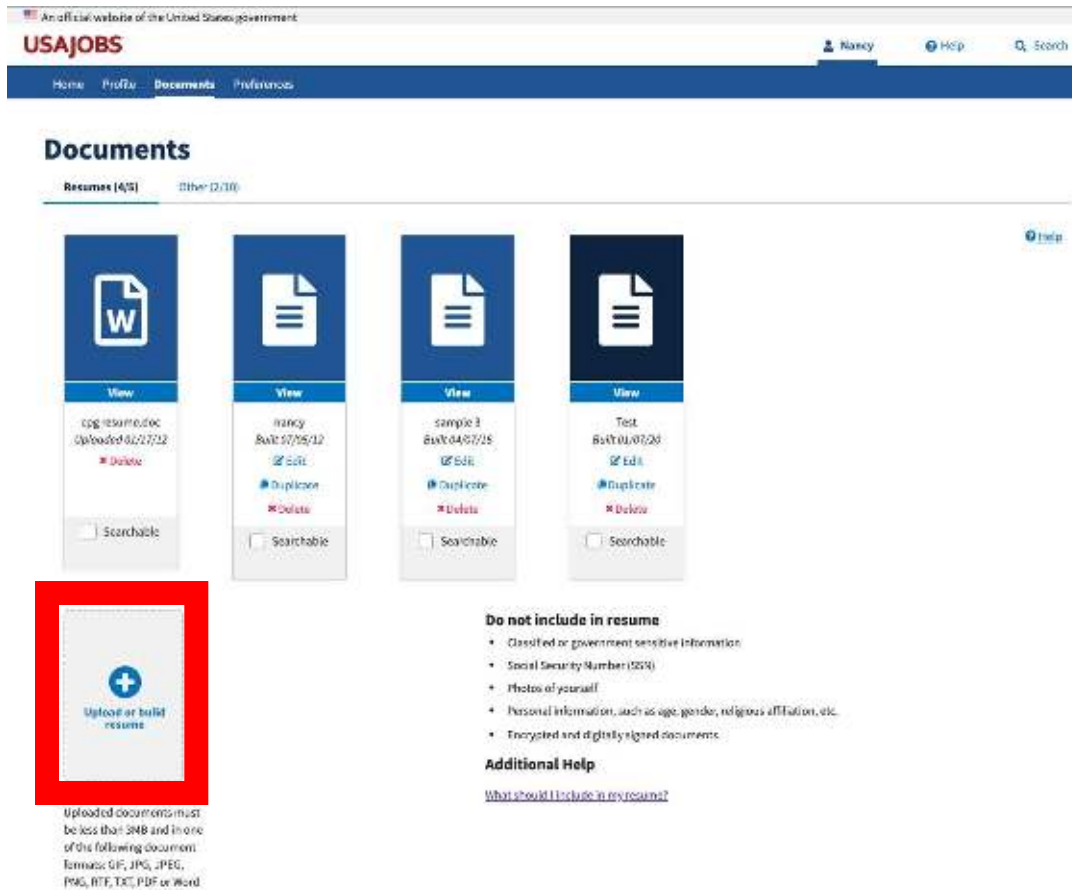 An official website of the United States government
USAJOBS
Nancy Help Search
Home Profile Documents Preferences
Documents
Resumes (4/5) Other (2/10)
Help
W
View View View View
cpg resume.doc nancy sample 3 Test
Uploaded 01/17/12 Built 07/05/12 Built 04/07/16 Built 01/07/20
Delete Edit Edit Edit
Duplicate Duplicate Duplicate
Delete Delete Delete
Searchable Searchable Searchable Searchable
Upload or build
resume
Uploaded documents must
be less than 3MB and in one
of the following document
formats: GIF, JPG, JPEG,
PNG, RTF, TXT, PDF or Word
Do not include in resume
• Classified or government sensitive information
• Social Security Number (SSN)
• Photos of yourself
• Personal information, such as age, gender, religious affiliation, etc.
• Encrypted and digitally signed documents
Additional Help
What should I include in my resume?